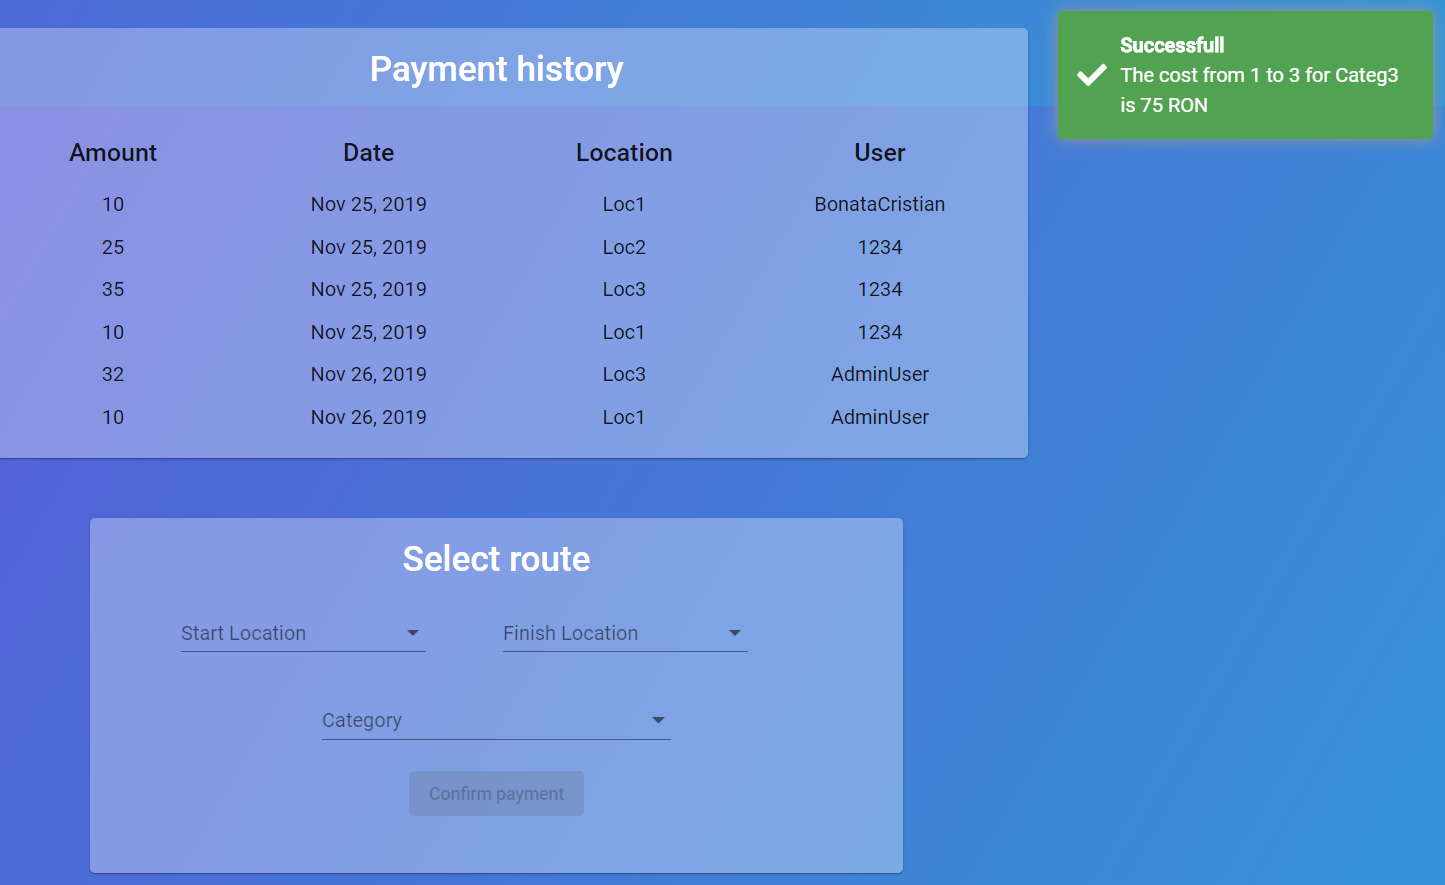 Payment history
Amount Date Location User
10 Nov 25, 2019 Loc1 BonataCristian
25 Nov 25, 2019 Loc2 1234
35 Nov 25, 2019 Loc3 1234
10 Nov 25, 2019 Loc1 1234
32 Nov 26, 2019 Loc3 AdminUser
10 Nov 26, 2019 Loc1 AdminUser
Successfull
The cost from 1 to 3 for Categ3
is 75 RON
Select route
Start Location Finish Location
Category
Confirm payment